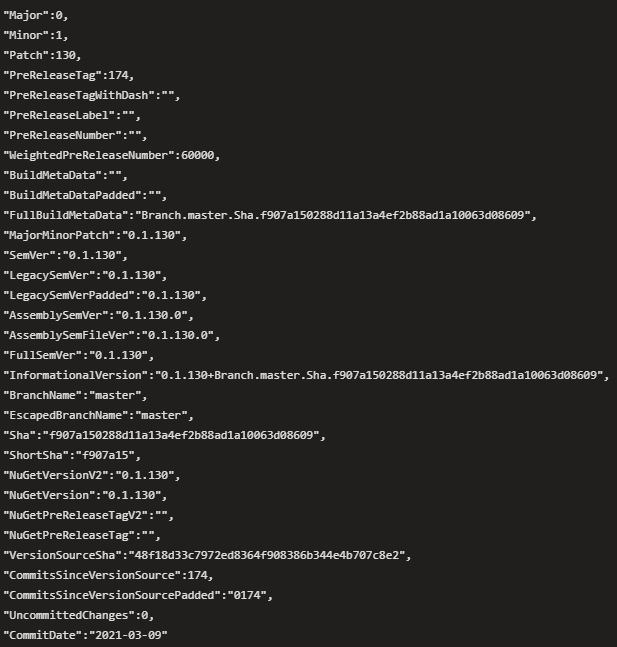 "Major":0,
"Minor":1,
"Patch":130,
"PreReleaseTag":174,
"PreReleaseTagWithDash":"",
"PreReleaseLabel":"",
"PreReleaseNumber":"",
"WeightedPreReleaseNumber":60000,
"BuildMetaData":"",
"BuildMetaDataPadded":"",
"FullBuildMetaData":"Branch.master.Sha.f907a150288d11a13a4ef2b88ad1a10063d08609",
"MajorMinorPatch":"0.1.130",
"SemVer":"0.1.130",
"LegacySemVer":"0.1.130",
"LegacySemVerPadded":"0.1.130",
"AssemblySemVer":"0.1.130.0",
"AssemblySemFileVer":"0.1.130.0",
"FullSemVer":"0.1.130",
"InformationalVersion":"0.1.130+Branch.master.Sha.f907a150288d11a13a4ef2b88ad1a10063d08609",
"BranchName":"master",
"EscapedBranchName":"master",
"Sha":"f907a150288d11a13a4ef2b88ad1a10063d08609",
"ShortSha":"f907a15",
"NuGetVersionV2":"0.1.130",
"NuGetVersion":"0.1.130",
"NuGetPreReleaseTagV2":"",
"NuGetPreReleaseTag":"",
"VersionSourceSha":"48f18d33c7972ed8364f908386b344e4b707c8e2",
"CommitsSinceVersionSource":174,
"CommitsSinceVersionSourcePadded":"0174",
"UncommittedChanges":0,
"CommitDate":"2021-03-09"